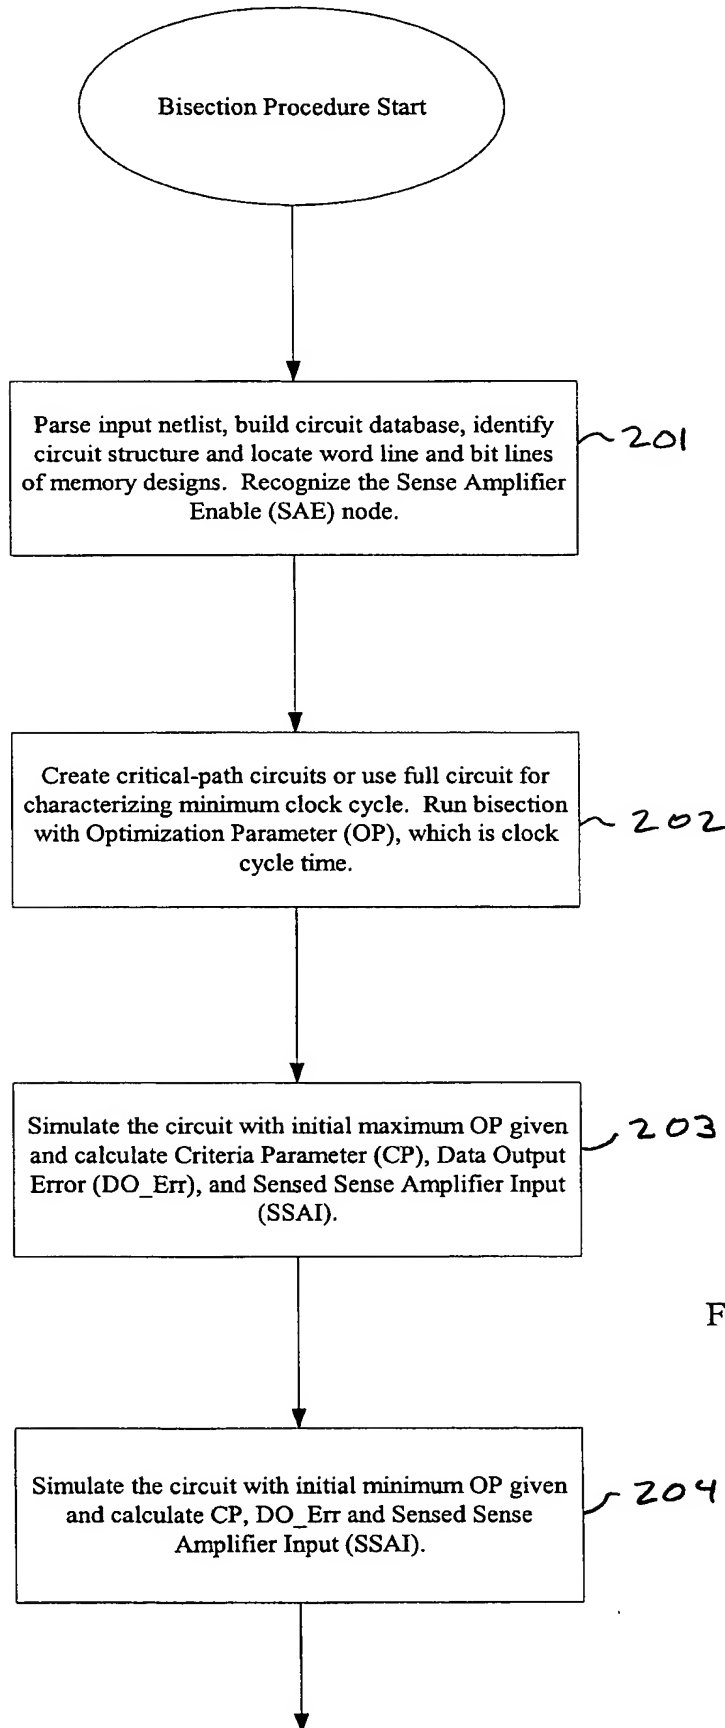 Bisection Procedure Start
Parse input netlist, build circuit database, identify
circuit structure and locate word line and bit lines
of memory designs. Recognize the Sense Amplifier
Enable (SAE) node.
201
Create critical-path circuits or use full circuit for
characterizing minimum clock cycle. Run bisection
with Optimization Parameter (OP), which is clock
cycle time.
202
Simulate the circuit with initial maximum OP given
and calculate Criteria Parameter (CP), Data Output
Error (DO_Err), and Sensed Sense Amplifier Input
(SSAI).
203
F
Simulate the circuit with initial minimum OP given
and calculate CP, DO_Err and Sensed Sense
Amplifier Input (SSAI).
204